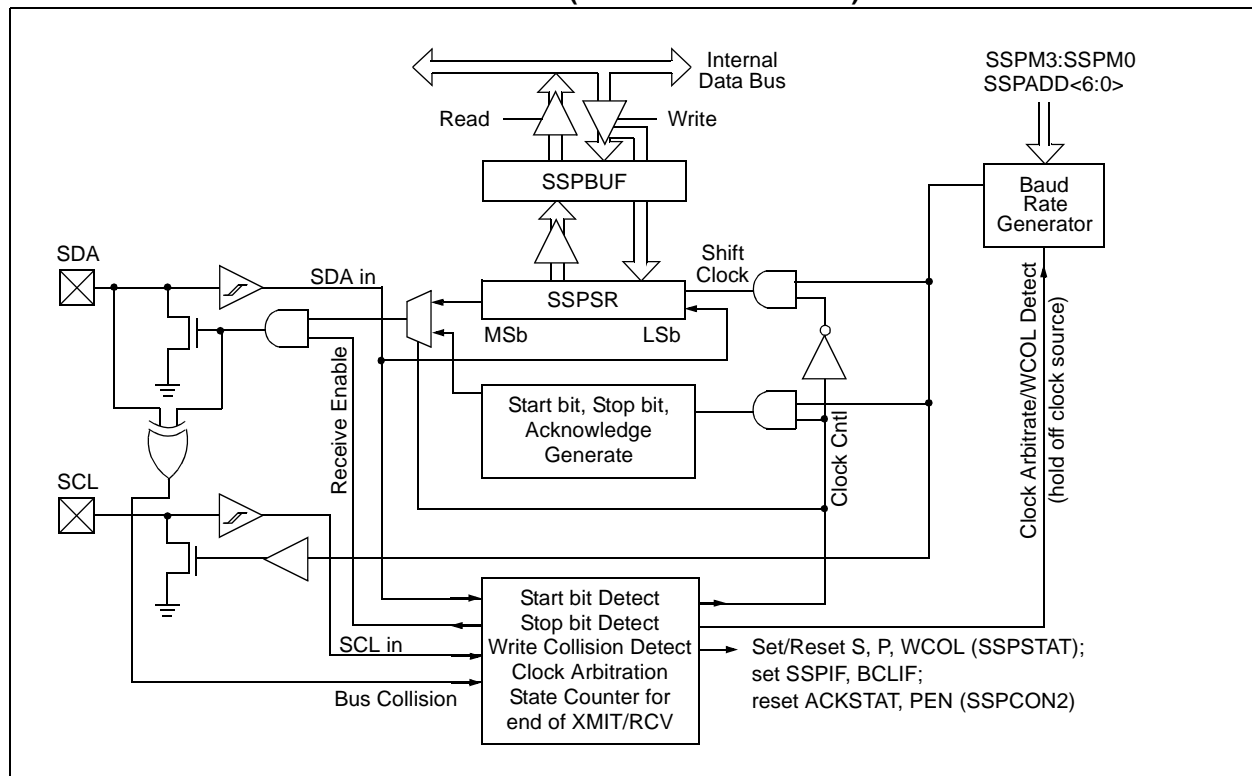 Internal
Data Bus
SSPM3:SSPM0
SSPADD<6:0>
Read
Write
SSPBUF
Baud
Rate
Generator
SDA
SDA in
Shift
Clock
SSPSR
MSb
LSb
Receive Enable
Start bit, Stop bit,
Acknowledge
Generate
Clock Cntl
Clock Arbitrate/WCOL Detect
(hold off clock source)
SCL
SCL in
Bus Collision
Start bit Detect
Stop bit Detect
Write Collision Detect
Clock Arbitration
State Counter for
end of XMIT/RCV
Set/Reset S, P, WCOL (SSPSTAT);
set SSPIF, BCLIF;
reset ACKSTAT, PEN (SSPCON2)